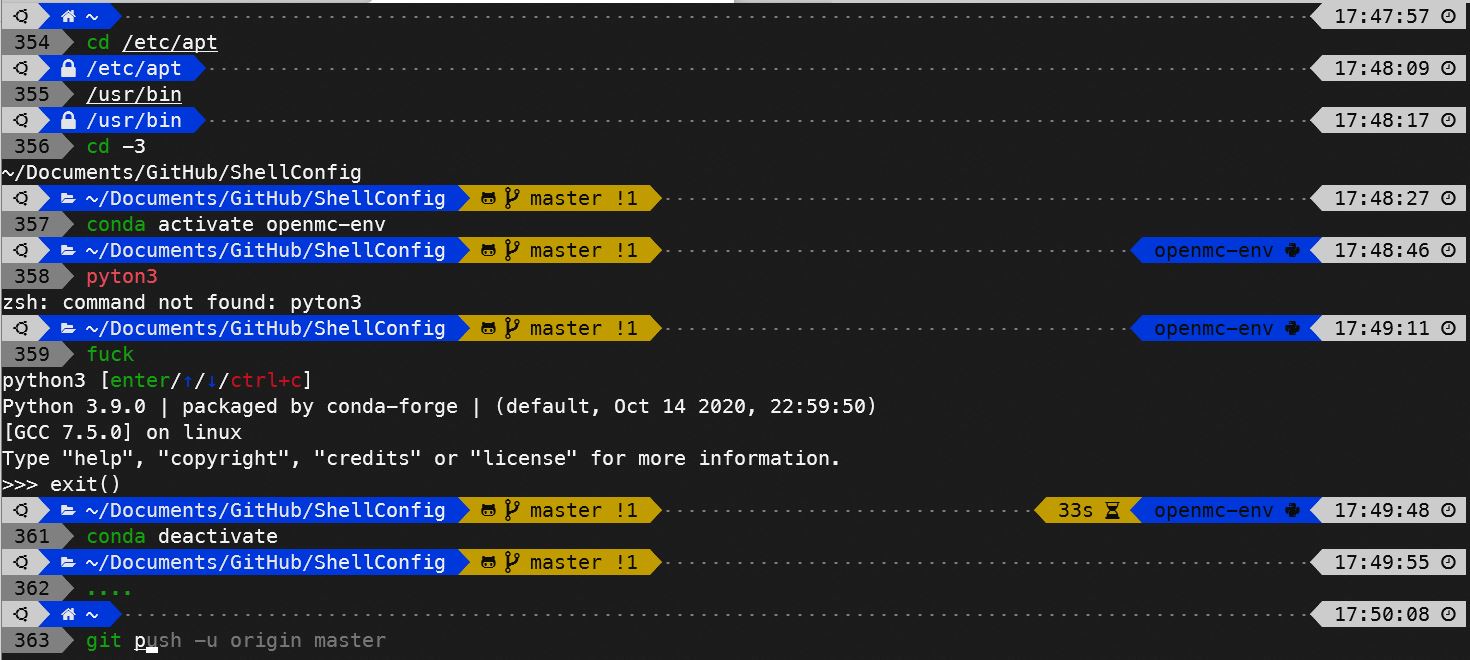 ~ 17:47:57
354 cd /etc/apt
/etc/apt 17:48:09
355 /usr/bin
/usr/bin 17:48:17
356 cd -3
~/Documents/GitHub/ShellConfig
~/Documents/GitHub/ShellConfig master !1 17:48:27
357 conda activate openmc-env
~/Documents/GitHub/ShellConfig master !1 openmc-env 17:48:46
358 pyton3
zsh: command not found: pyton3
~/Documents/GitHub/ShellConfig master !1 openmc-env 17:49:11
359 fuck
python3 [enter/↑/↓/ctrl+c]
Python 3.9.0 | packaged by conda-forge | (default, Oct 14 2020, 22:59:50)
[GCC 7.5.0] on linux
Type "help", "copyright", "credits" or "license" for more information.
>>> exit()
~/Documents/GitHub/ShellConfig master !1 33s openmc-env 17:49:48
361 conda deactivate
~/Documents/GitHub/ShellConfig master !1 17:49:55
362 ....
~ 17:50:08
363 git push -u origin master